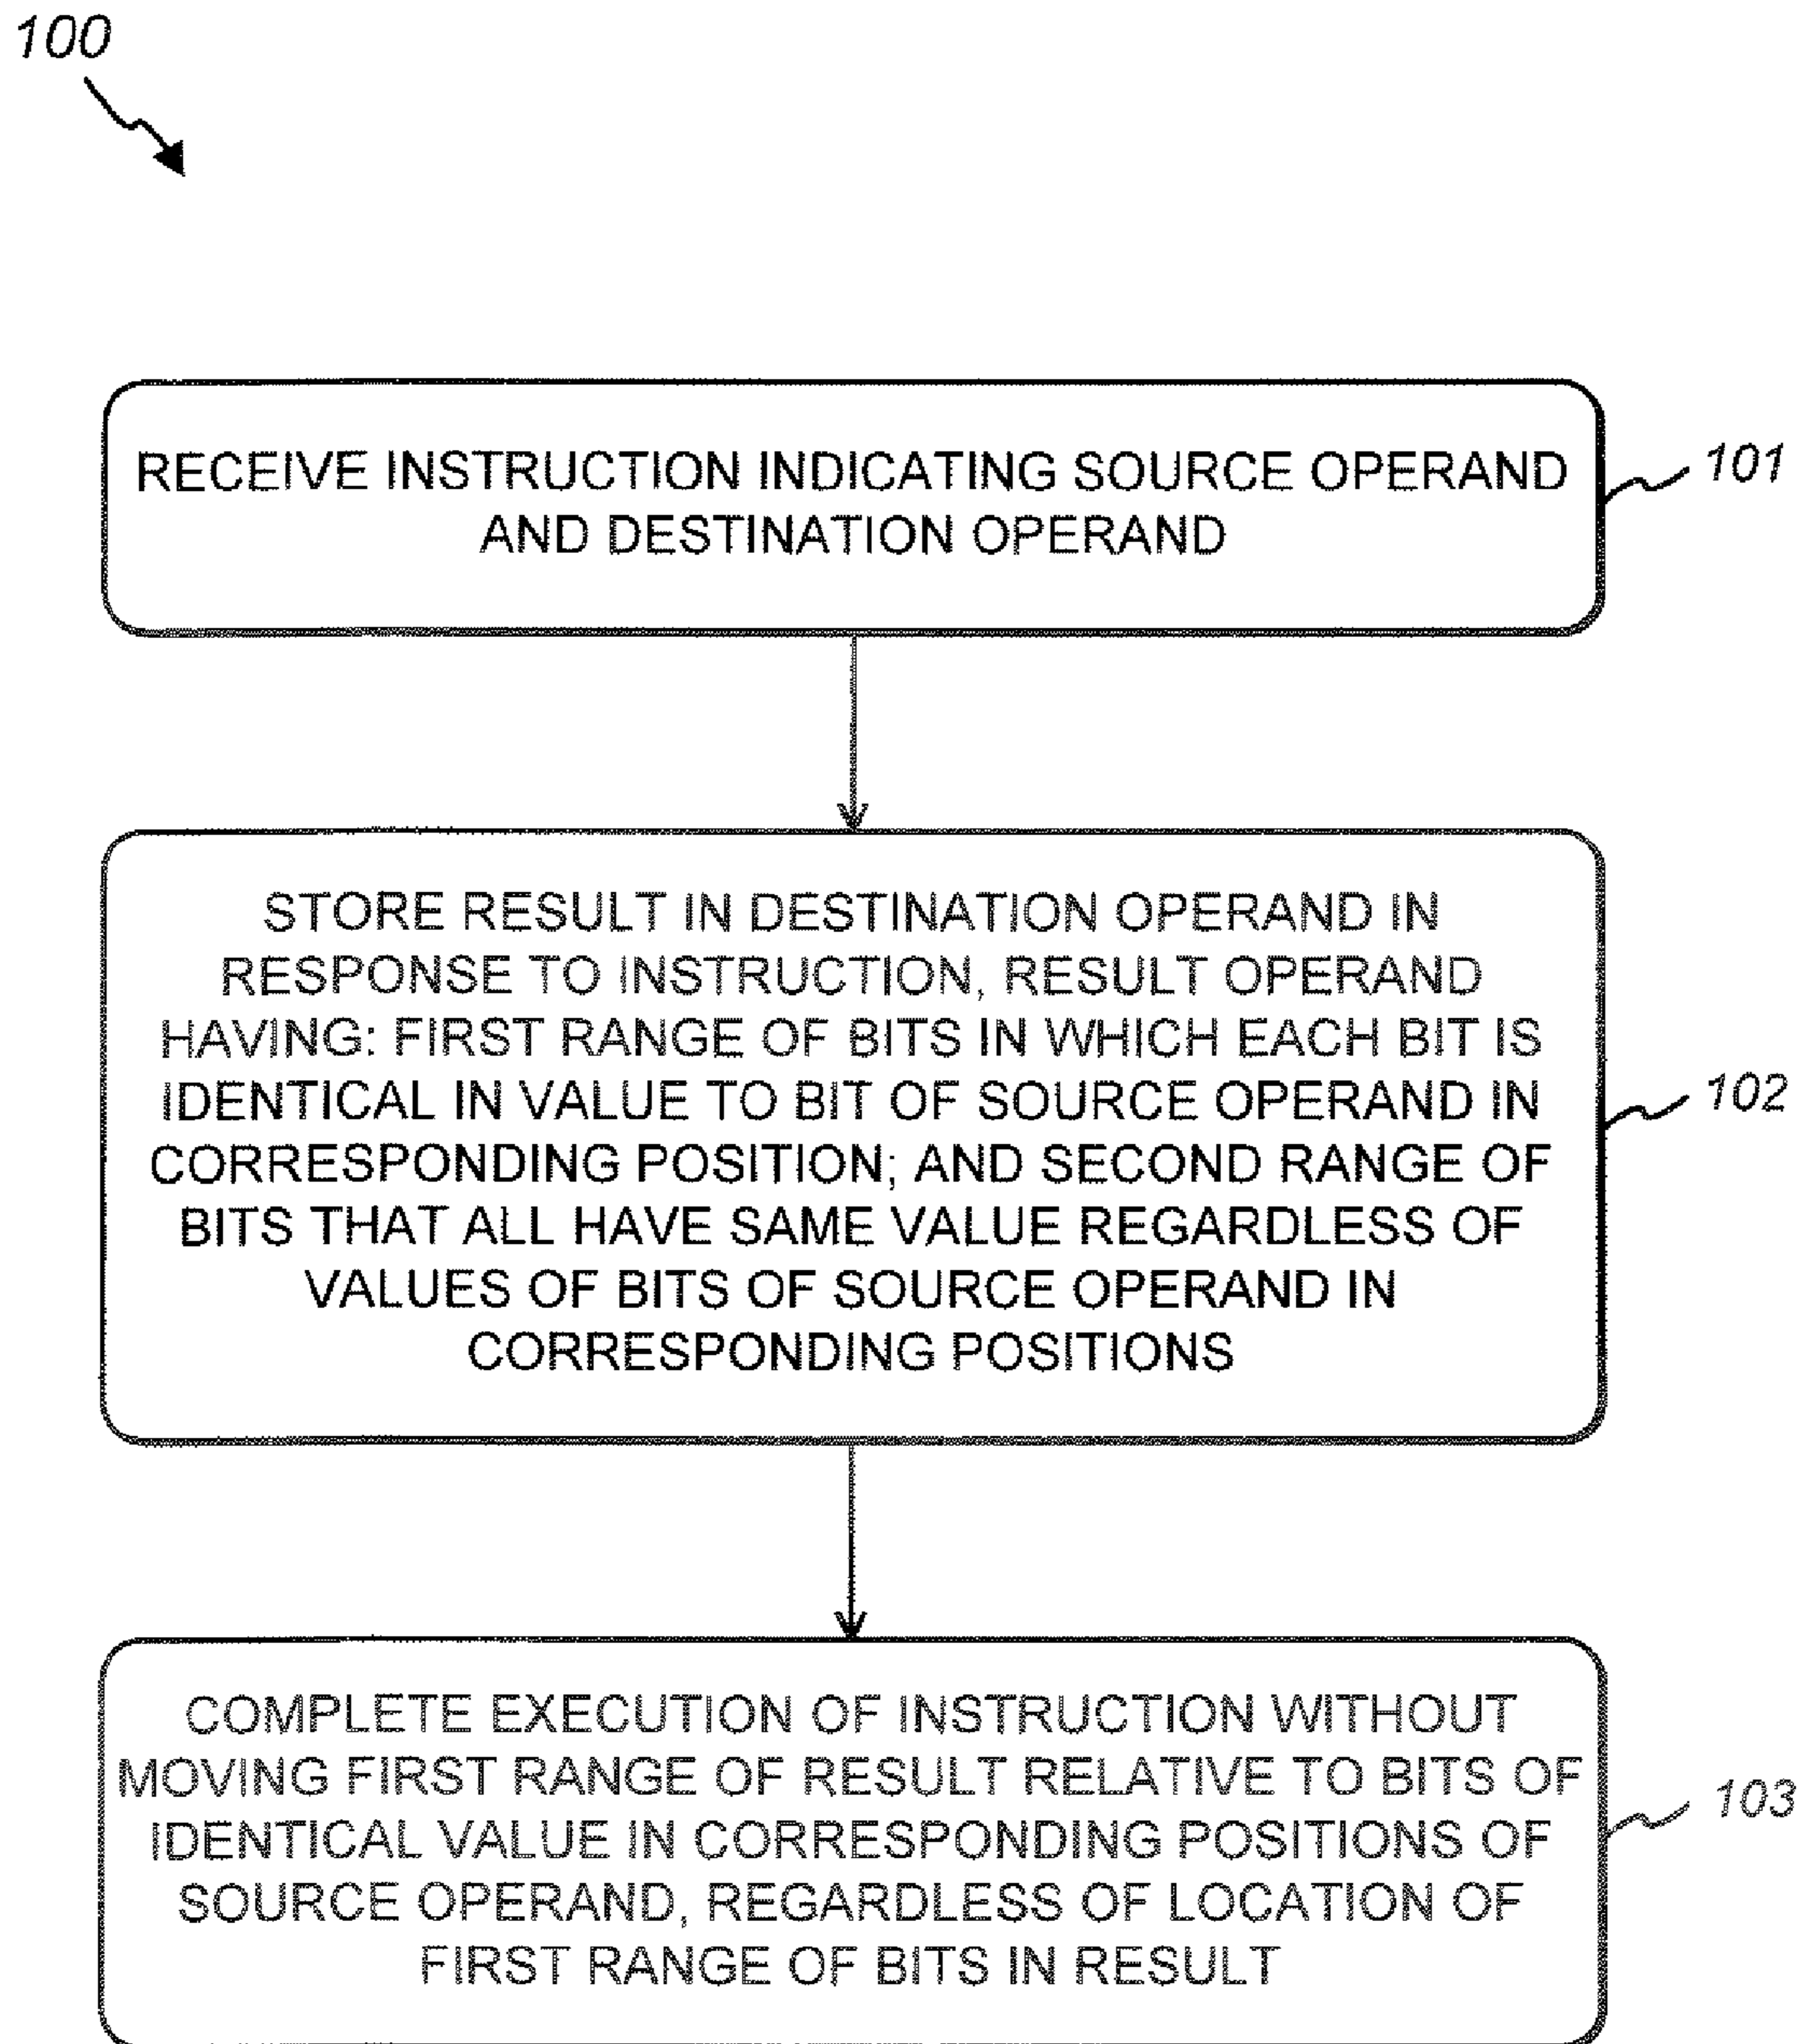 100
RECEIVE INSTRUCTION INDICATING SOURCE OPERAND
AND DESTINATION OPERAND
101
STORE RESULT IN DESTINATION OPERAND IN
RESPONSE TO INSTRUCTION, RESULT OPERAND
HAVING: FIRST RANGE OF BITS IN WHICH EACH BIT IS
IDENTICAL IN VALUE TO BIT OF SOURCE OPERAND IN
CORRESPONDING POSITION; AND SECOND RANGE OF
BITS THAT ALL HAVE SAME VALUE REGARDLESS OF
VALUES OF BITS OF SOURCE OPERAND IN
CORRESPONDING POSITIONS
102
COMPLETE EXECUTION OF INSTRUCTION WITHOUT
MOVING FIRST RANGE OF RESULT RELATIVE TO BITS OF
IDENTICAL VALUE IN CORRESPONDING POSITIONS OF
SOURCE OPERAND, REGARDLESS OF LOCATION OF
FIRST RANGE OF BITS IN RESULT
103